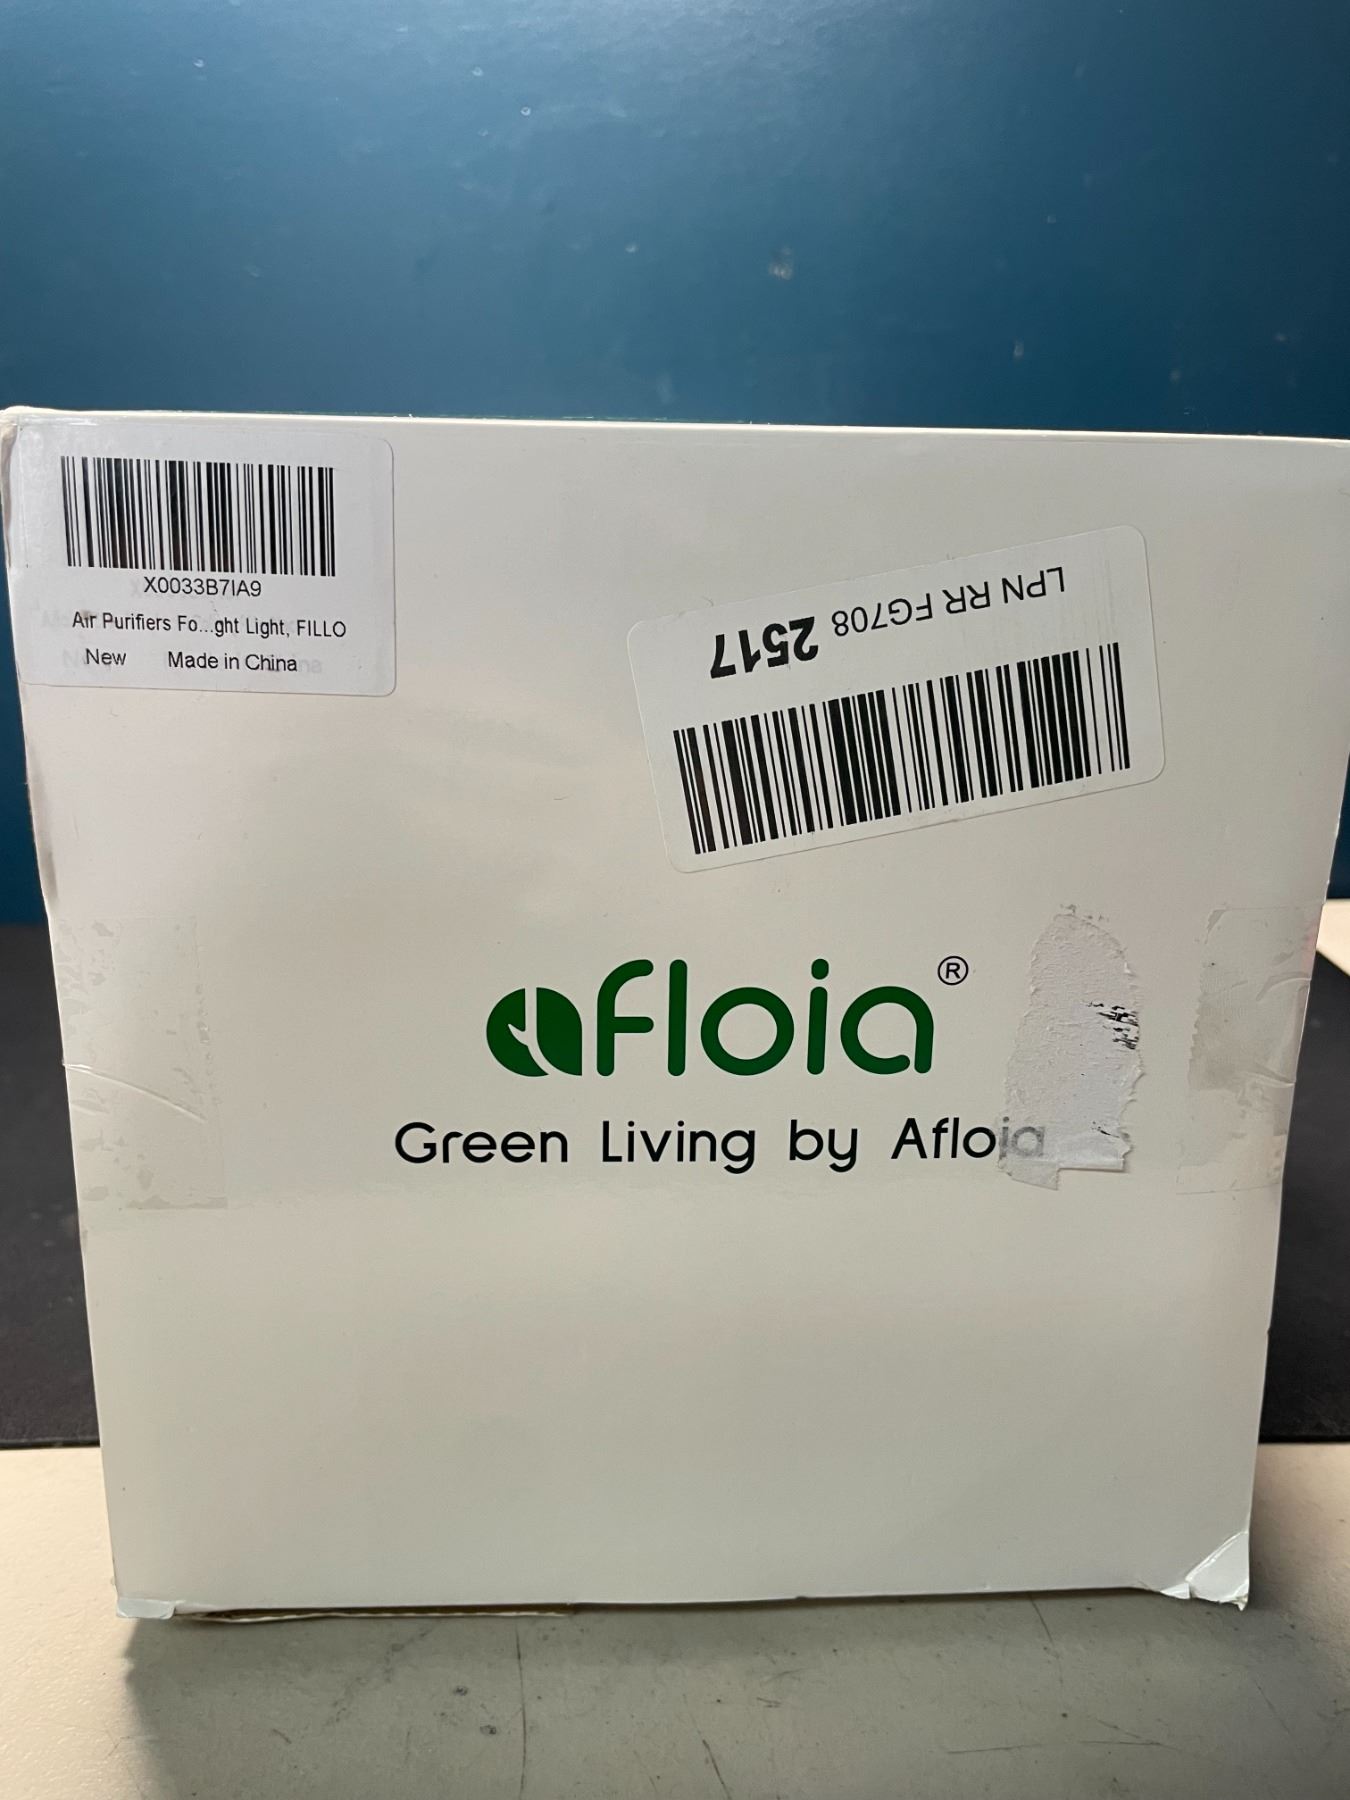 X0033B7IA9
Air Purifiers Fo...ght Light, FILLO
New Made in China
LPN RR FG708 2517
afloia®
Green Living by Afloia